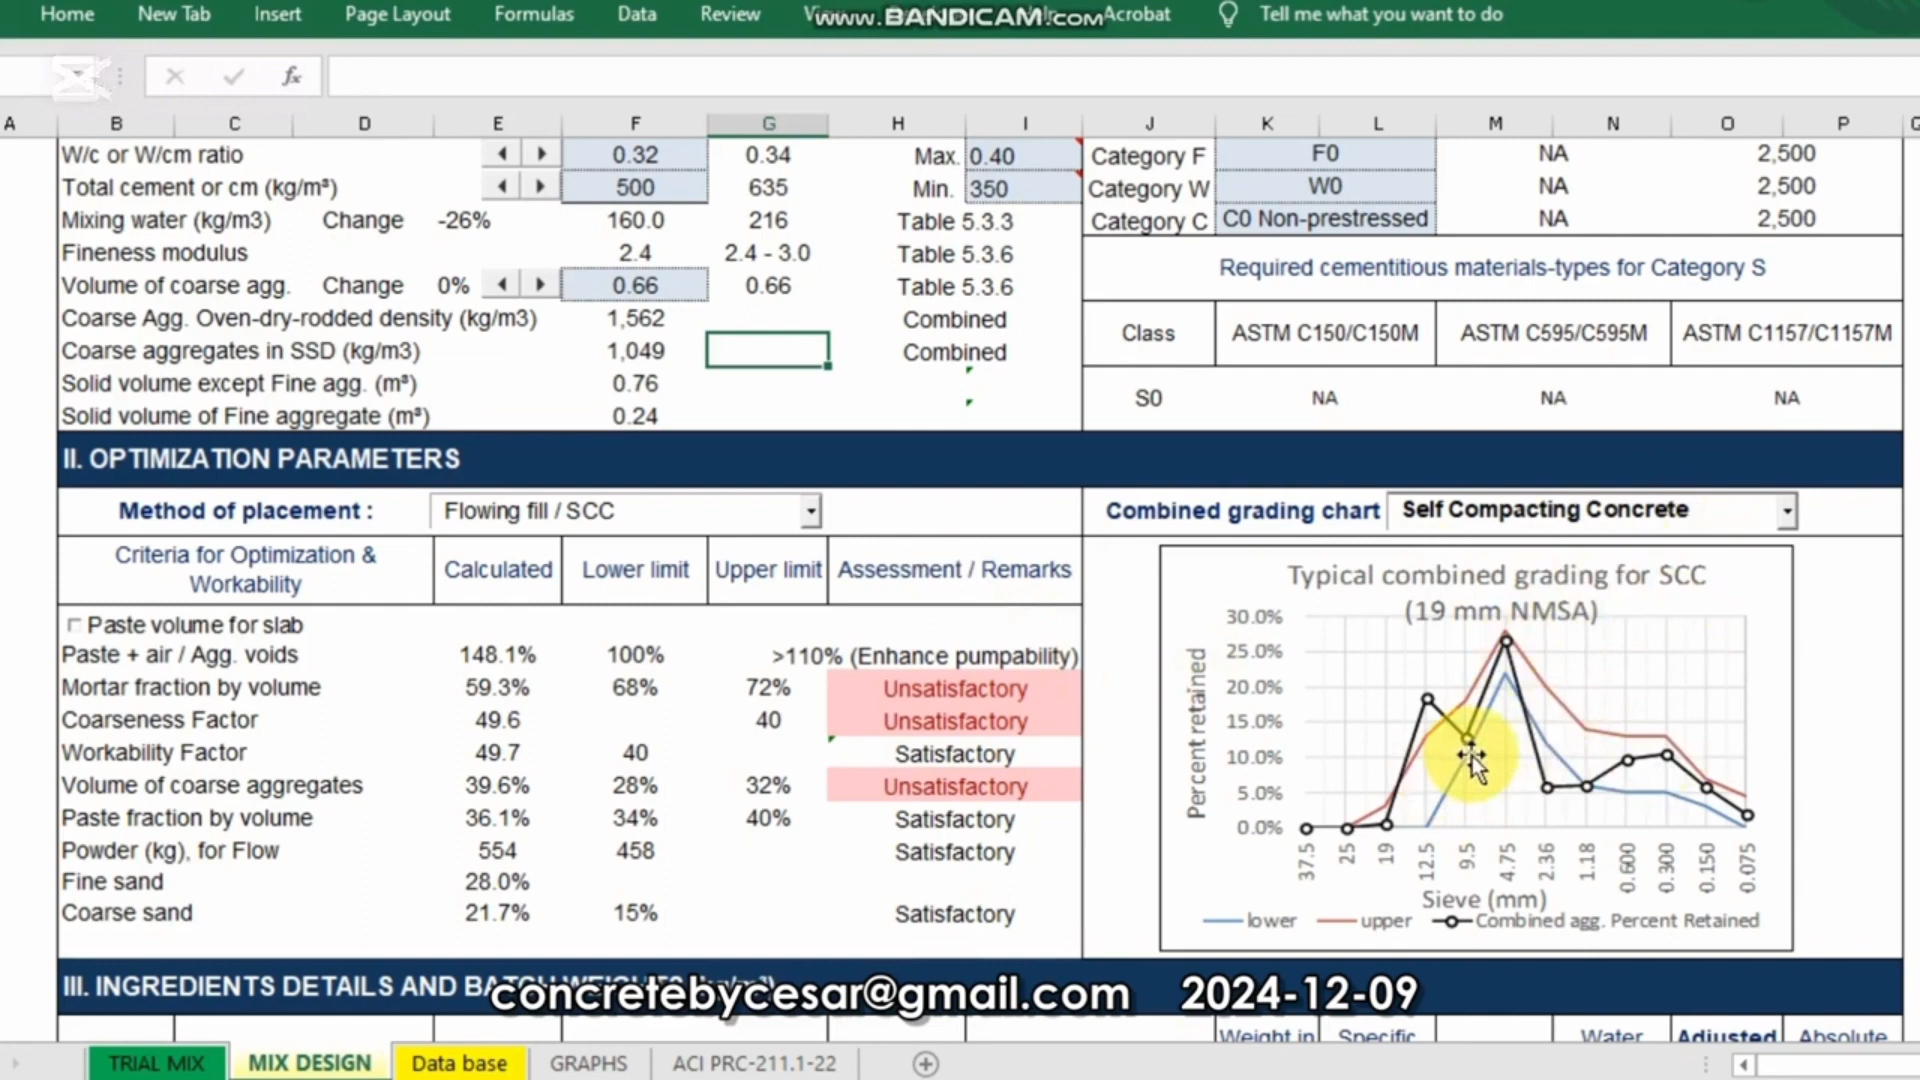 Home New Tab Insert Page Layout Formulas Data Review www.BANDICAM.com Acrobat Tell me what you want to do
fx
A B C D E F G H I J K L M N O P
W/c or W/cm ratio 0.32 0.34 Max. 0.40 Category F F0 NA 2,500
Total cement or cm (kg/m³) 500 635 Min. 350 Category W W0 NA 2,500
Mixing water (kg/m3) Change -26% 160.0 216 Table 5.3.3 Category C C0 Non-prestressed NA 2,500
Fineness modulus 2.4 2.4 - 3.0 Table 5.3.6
Required cementitious materials-types for Category S
Volume of coarse agg. Change 0% 0.66 0.66 Table 5.3.6
Coarse Agg. Oven-dry-rodded density (kg/m3) 1,562 Combined
Class ASTM C150/C150M ASTM C595/C595M ASTM C1157/C1157M
Coarse aggregates in SSD (kg/m3) 1,049 Combined
Solid volume except Fine agg. (m³) 0.76
S0 NA NA NA
Solid volume of Fine aggregate (m³) 0.24
II. OPTIMIZATION PARAMETERS
Method of placement : Flowing fill / SCC
Combined grading chart Self Compacting Concrete
Criteria for Optimization & Workability Calculated Lower limit Upper limit Assessment / Remarks
Paste volume for slab
Paste + air / Agg. voids 148.1% 100% >110% (Enhance pumpability)
Mortar fraction by volume 59.3% 68% 72% Unsatisfactory
Coarseness Factor 49.6 40 Unsatisfactory
Workability Factor 49.7 40 Satisfactory
Volume of coarse aggregates 39.6% 28% 32% Unsatisfactory
Paste fraction by volume 36.1% 34% 40% Satisfactory
Powder (kg), for Flow 554 458 Satisfactory
Fine sand 28.0%
Coarse sand 21.7% 15% Satisfactory
Typical combined grading for SCC
(19 mm NMSA)
Percent retained
30.0%
25.0%
20.0%
15.0%
10.0%
5.0%
0.0%
37.5 25 19 12.5 9.5 4.75 2.36 1.18 0.600 0.300 0.150 0.075
Sieve (mm)
lower upper Combined agg. Percent Retained
III. INGREDIENTS DETAILS AND
concretebycesar@gmail.com 2024-12-09
Weight in Specific Water Adjusted Absolute
TRIAL MIX MIX DESIGN Data base GRAPHS ACI PRC-211.1-22